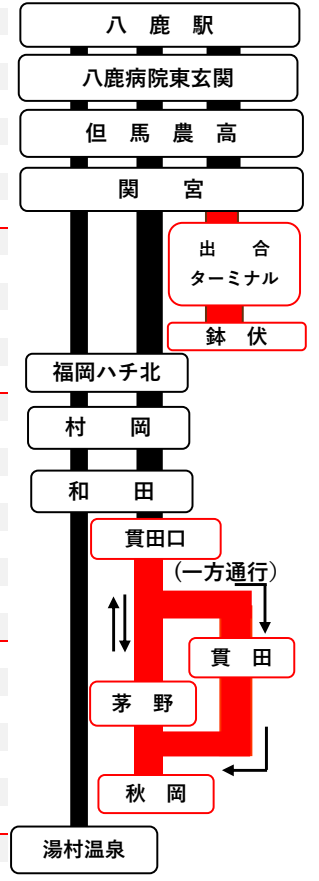 八鹿駅
八鹿病院東玄関
但馬農高
関宮
出合
ターミナル
鉢伏
福岡ハチ北
村岡
和田
貫田口
(一方通行)
貫田
茅野
秋岡
湯村温泉